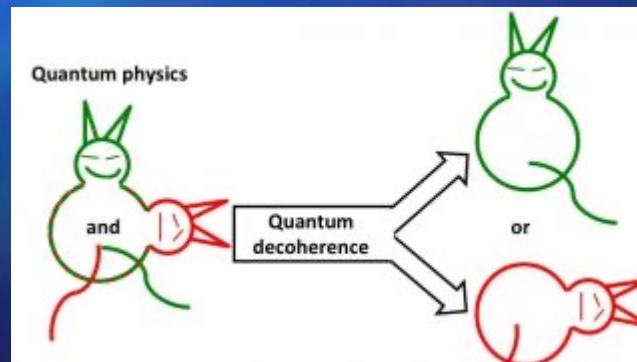 Quantum physics
and
Quantum
decoherence
or